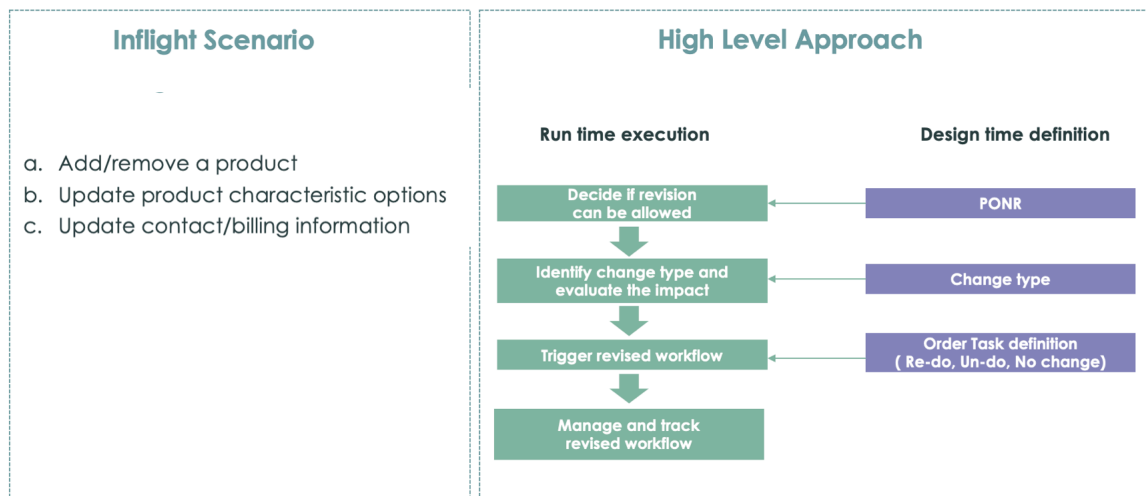 Inflight Scenario
a. Add/remove a product
b. Update product characteristic options
c. Update contact/billing information
High Level Approach
Run time execution
Design time definition
Decide if revision
can be allowed
PONR
Identify change type and
evaluate the impact
Change type
Trigger revised workflow
Order Task definition
( Re-do, Un-do, No change)
Manage and track
revised workflow